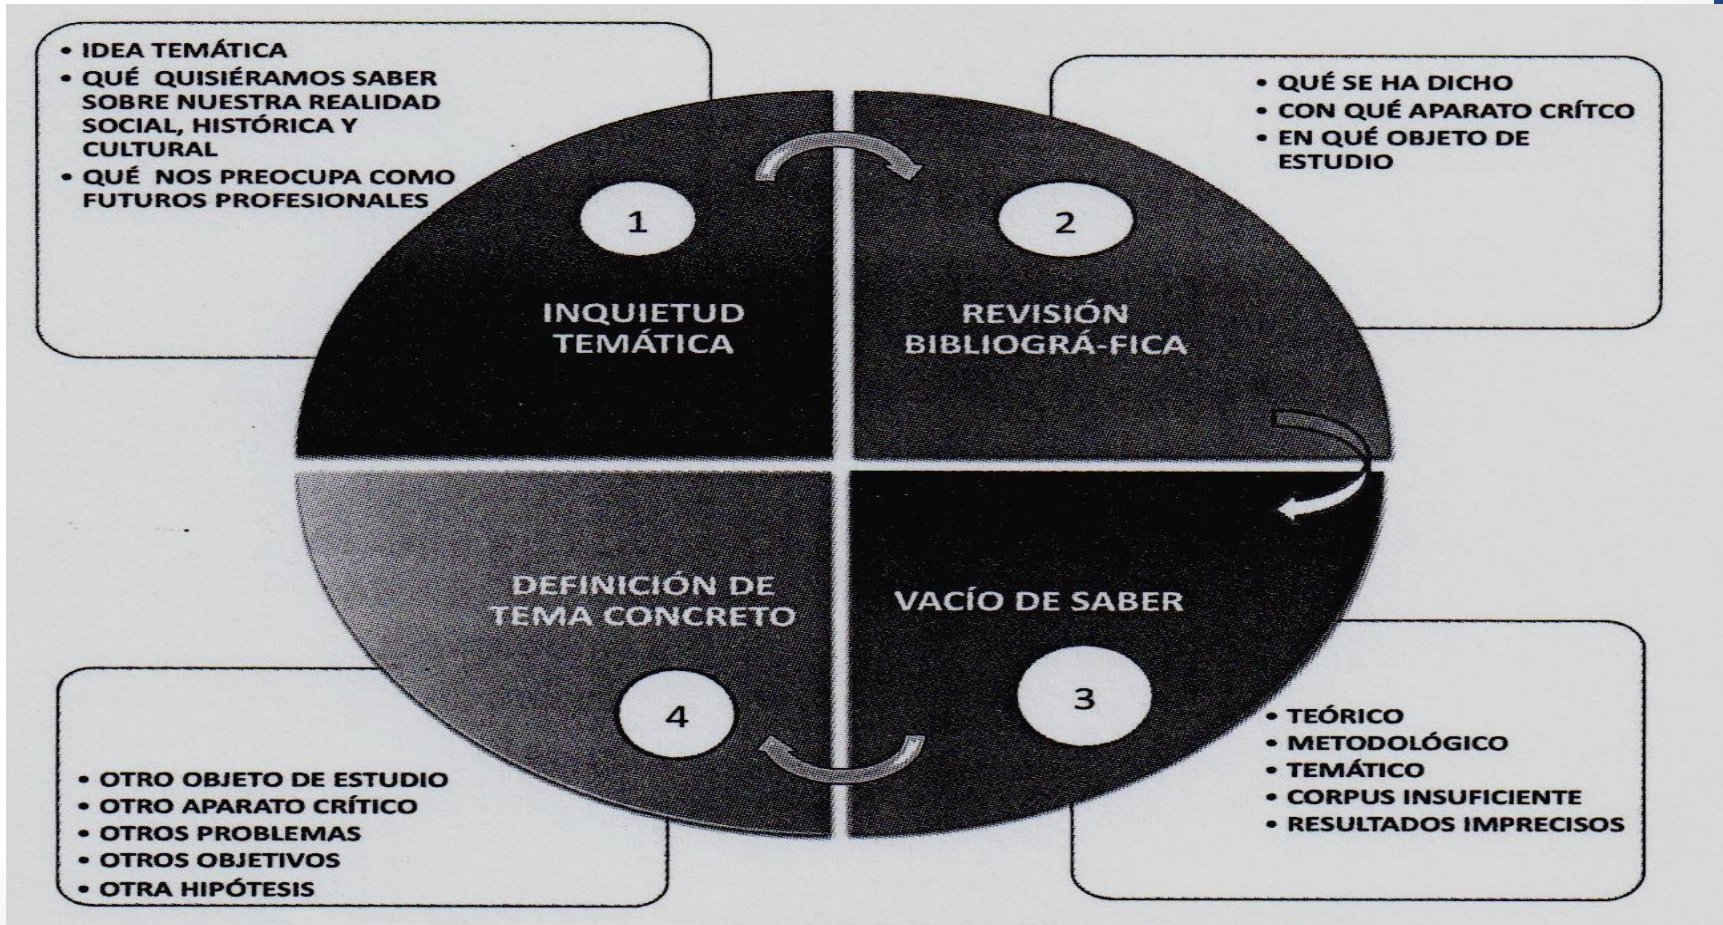 • IDEA TEMÁTICA
• QUÉ QUISIÉRAMOS SABER
SOBRE NUESTRA REALIDAD
SOCIAL, HISTÓRICA Y
CULTURAL
• QUÉ NOS PREOCUPA COMO
FUTUROS PROFESIONALES
1
INQUIETUD
TEMÁTICA
• QUÉ SE HA DICHO
• CON QUÉ APARATO CRÍTCO
• EN QUÉ OBJETO DE
ESTUDIO
2
REVISIÓN
BIBLIOGRÁ-FICA
VACÍO DE SABER
3
• TEÓRICO
• METODOLÓGICO
• TEMÁTICO
• CORPUS INSUFICIENTE
• RESULTADOS IMPRECISOS
DEFINICIÓN DE
TEMA CONCRETO
4
• OTRO OBJETO DE ESTUDIO
• OTRO APARATO CRÍTICO
• OTROS PROBLEMAS
• OTROS OBJETIVOS
• OTRA HIPÓTESIS